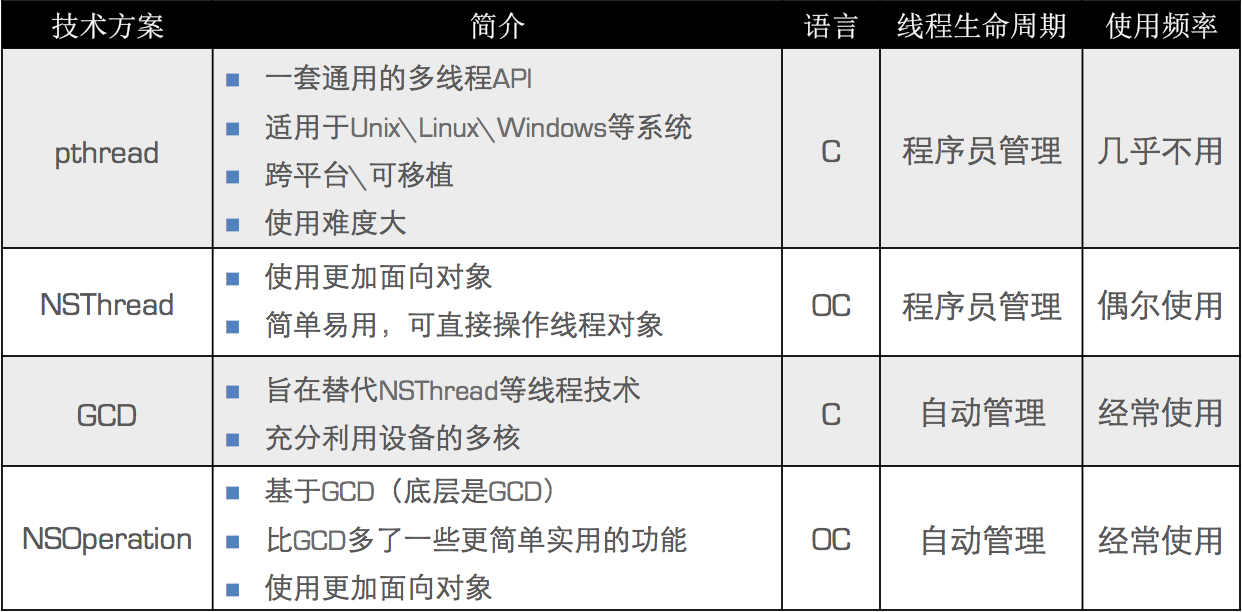 技术方案 简介 语言 线程生命周期 使用频率
pthread
一套通用的多线程API
适用于Unix\Linux\Windows等系统
跨平台\可移植
使用难度大
C
程序员管理
几乎不用
NSThread
使用更加面向对象
简单易用，可直接操作线程对象
OC
程序员管理
偶尔使用
GCD
旨在替代NSThread等线程技术
充分利用设备的多核
C
自动管理
经常使用
NSOperation
基于GCD（底层是GCD）
比GCD多了一些更简单实用的功能
使用更加面向对象
OC
自动管理
经常使用